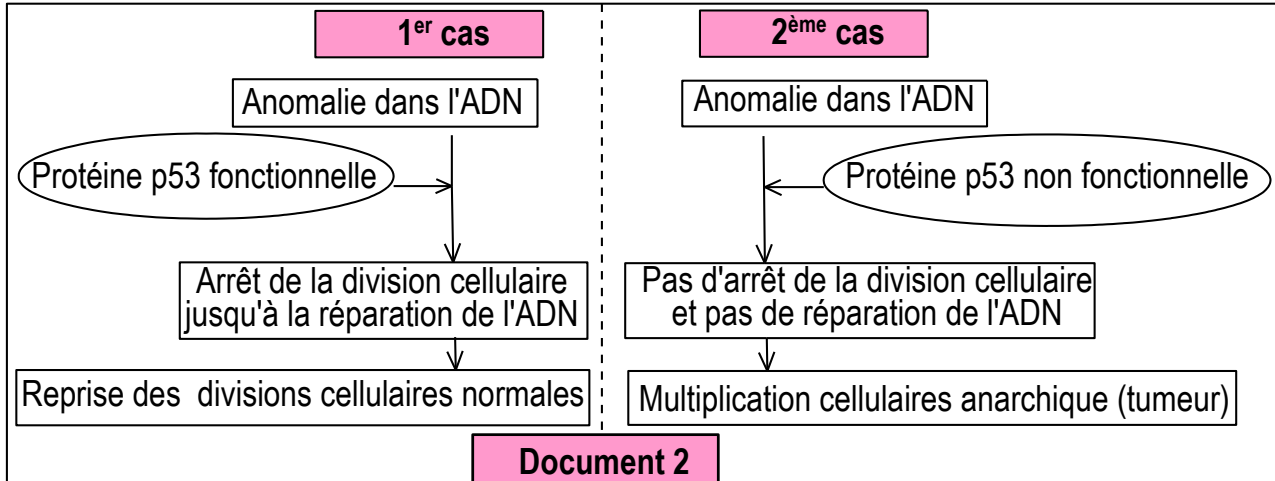 1er cas
Anomalie dans l'ADN
Protéine p53 fonctionnelle
Arrêt de la division cellulaire
jusqu'à la réparation de l'ADN
Reprise des divisions cellulaires normales
2ème cas
Anomalie dans l'ADN
Protéine p53 non fonctionnelle
Pas d'arrêt de la division cellulaire
et pas de réparation de l'ADN
Multiplication cellulaires anarchique (tumeur)
Document 2